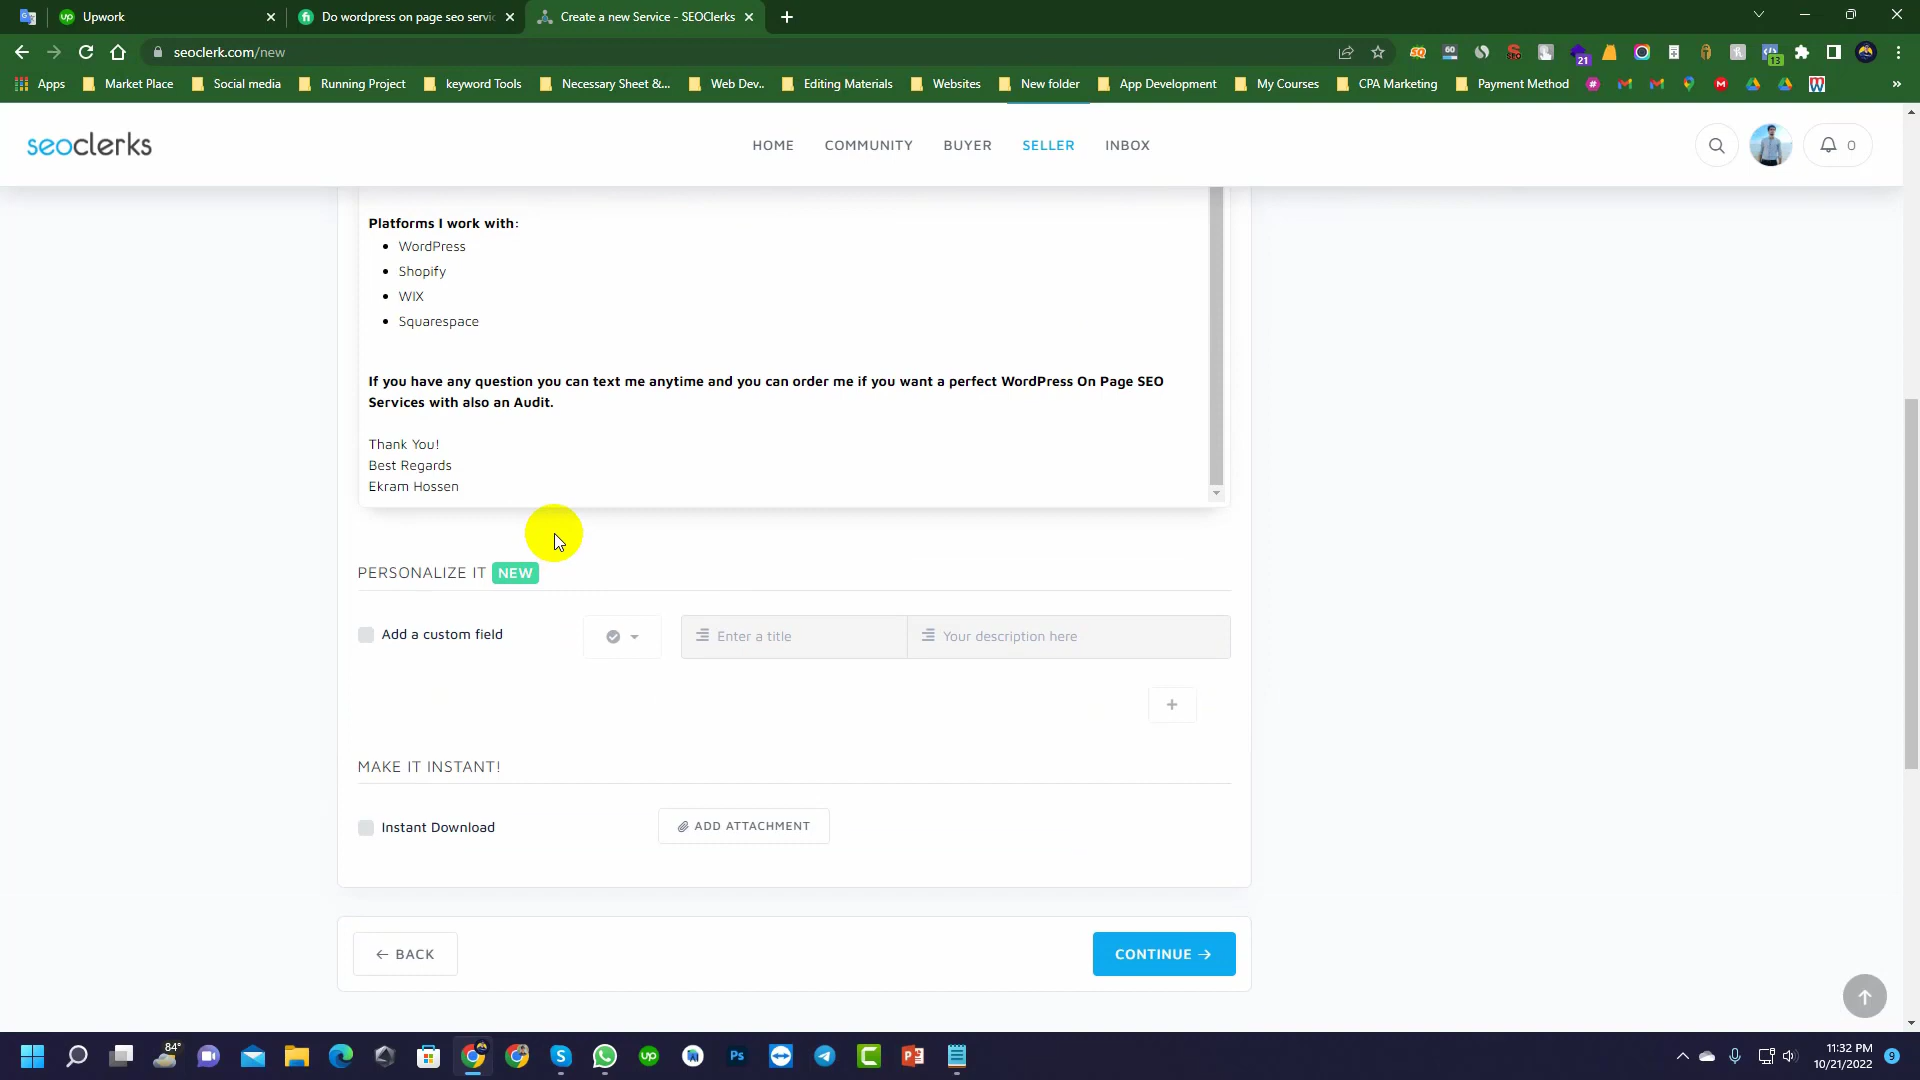 Upwork
Do wordpress on page seo servic
Create a new Service - SEOClerks
seoclerk.com/new
60
21
13
Apps
Market Place
Social media
Running Project
keyword Tools
Necessary Sheet &...
Web Dev..
Editing Materials
Websites
New folder
App Development
My Courses
CPA Marketing
Payment Method
seoclerks
HOME
COMMUNITY
BUYER
SELLER
INBOX
0
Platforms I work with:
WordPress
Shopify
WIX
Squarespace
If you have any question you can text me anytime and you can order me if you want a perfect WordPress On Page SEO
Services with also an Audit.
Thank You!
Best Regards
Ekram Hossen
PERSONALIZE IT NEW
Add a custom field
Enter a title
Your description here
+
MAKE IT INSTANT!
Instant Download
ADD ATTACHMENT
← BACK
CONTINUE →
84°
11:32 PM
10/21/2022
9